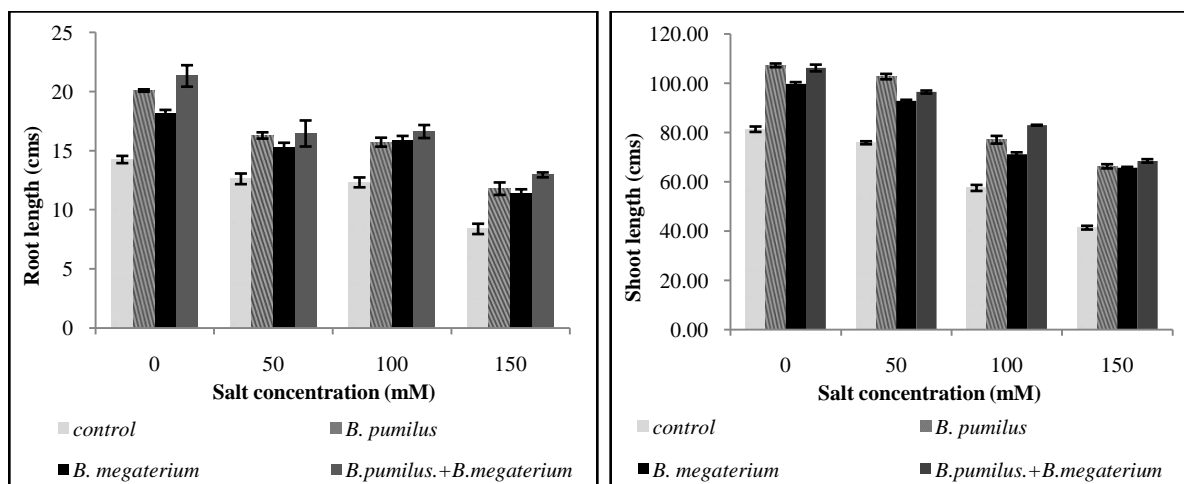 25
20
15
10
5
0
Root length (cms)
0 50 100 150
Salt concentration (mM)
control B. pumilus
B. megaterium B.pumilus.+B.megaterium
120.00
100.00
80.00
60.00
40.00
20.00
0.00
Shoot length (cms)
0 50 100 150
Salt concentration (mM)
control B. pumilus
B. megaterium B.pumilus.+B.megaterium